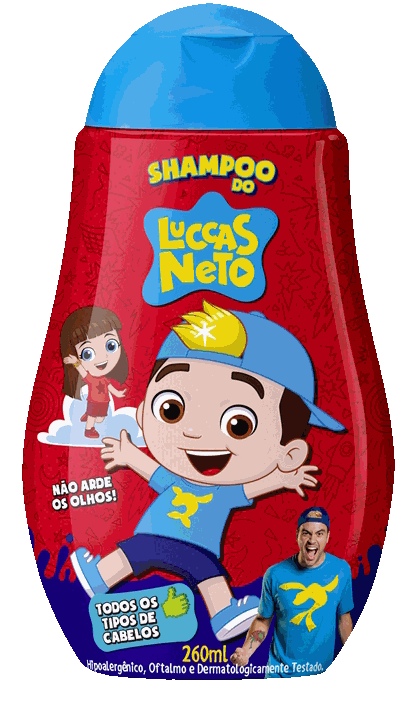 SHAMPOO
DO
LUCCAS
NETO
NÃO ARDE
OS OLHOS!
TODOS OS
TIPOS DE
CABELOS
260ml
Hipoalergênico, Oftalmo e Dermatologicamente Testado.